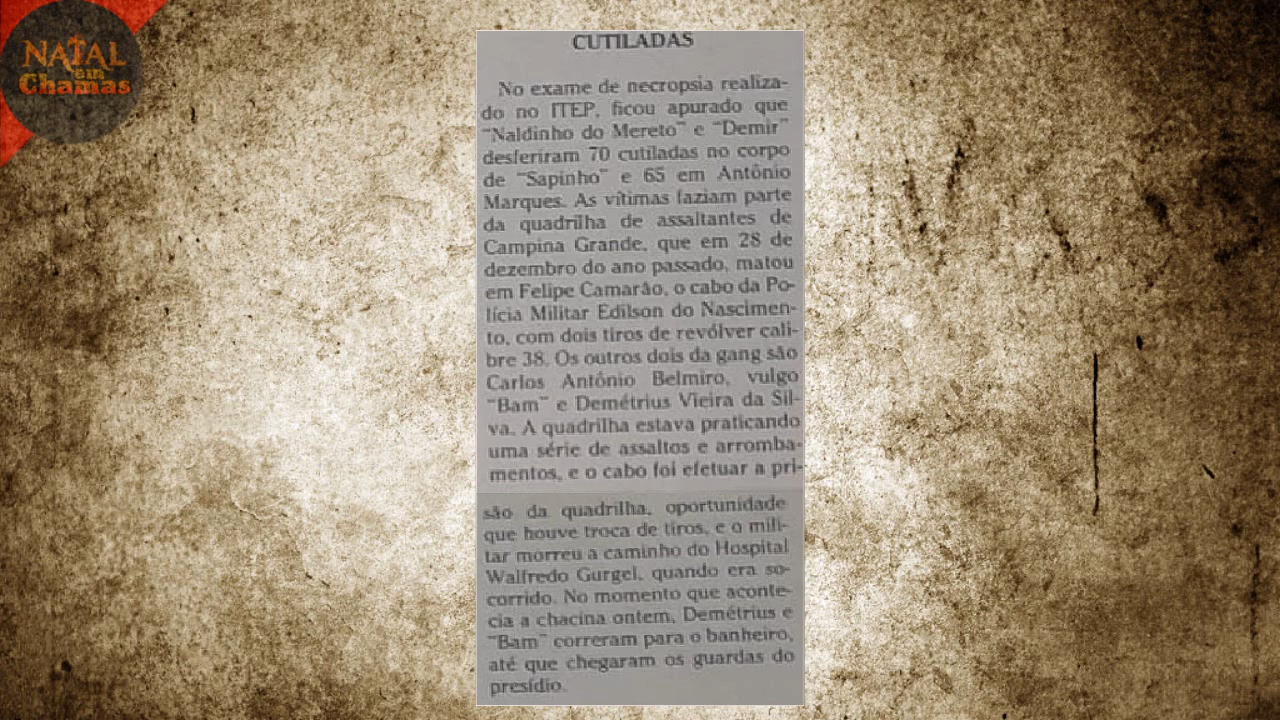 NATAL
em
Chamas
CUTILADAS
No exame de necropsia realiza-
do no ITEP, ficou apurado que
"Naldinho do Mereto" e "Demir"
desferiram 70 cutiladas no corpo
de "Sapinho" e 65 em Antônio
Marques. As vítimas faziam parte
da quadrilha de assaltantes de
Campina Grande, que em 28 de
dezembro do ano passado, matou
em Felipe Camarão, o cabo da Po-
lícia Militar Edilson do Nascimen-
to, com dois tiros de revólver cali-
bre 38. Os outros dois da gang são
Carlos Antônio Belmiro, vulgo
"Bam" e Demétrius Vieira da Sil-
va. A quadrilha estava praticando
uma série de assaltos e arromba-
mentos, e o cabo foi efetuar a pri-
são da quadrilha, oportunidade
que houve troca de tiros, e o mili-
tar morreu a caminho do Hospital
Walfredo Gurgel, quando era so-
corrido. No momento que aconte-
cia a chacina ontem, Demétrius e
"Bam" correram para o banheiro,
até que chegaram os guardas do
presídio.